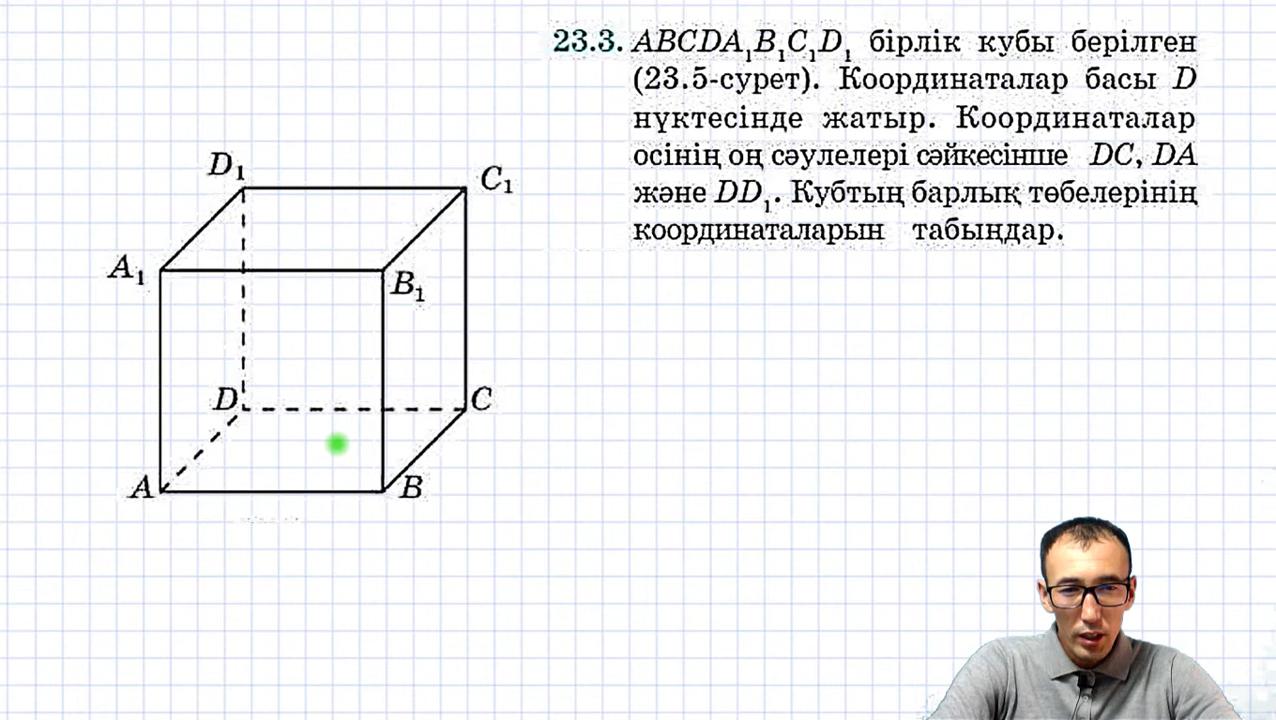 23.3. ABCDA₁B₁C₁D₁ бірлік кубы берілген
(23.5-сурет). Координаталар басы D
нүктесінде жатыр. Координаталар
осінің оң сәулелері сәйкесінше DC, DA
және DD₁. Кубтың барлық төбелерінің
координаталарын табыңдар.
D₁
C₁
A₁
B₁
D
C
A
B